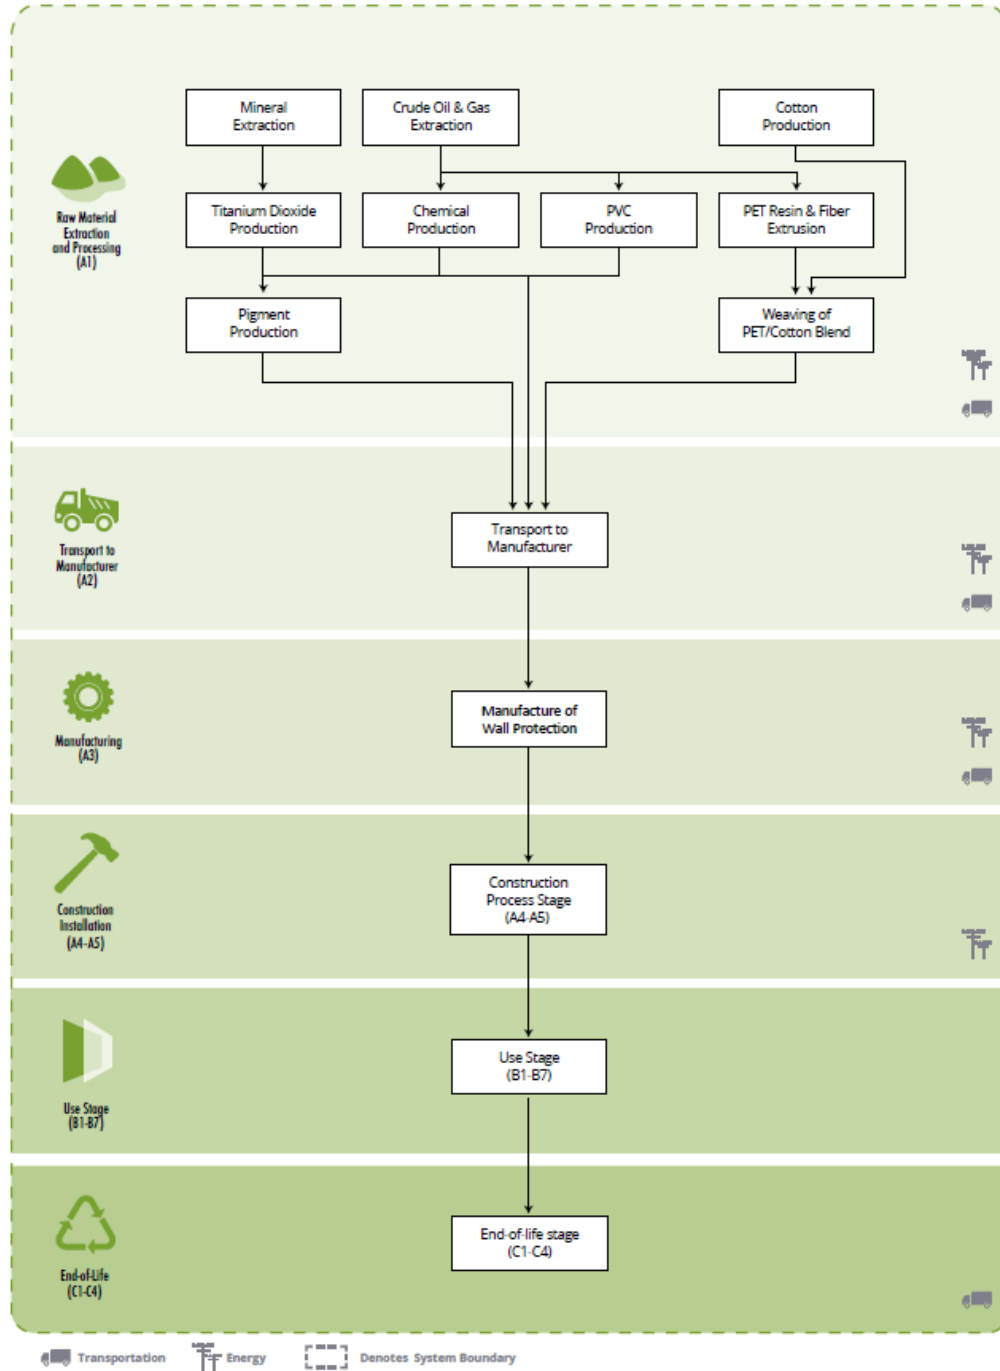 Mineral
Extraction
Crude Oil & Gas
Extraction
Cotton
Production
Raw Material
Extraction
and Processing
(A1)
Titanium Dioxide
Production
Chemical
Production
PVC
Production
PET Resin & Fiber
Extrusion
Pigment
Production
Weaving of
PET/Cotton Blend
Transport to
Manufacturer
(A2)
Transport to
Manufacturer
Manufacturing
(A3)
Manufacture of
Wall Protection
Construction
Installation
(A4-A5)
Construction
Process Stage
(A4-A5)
Use Stage
(B1-B7)
Use Stage
(B1-B7)
End-of-Life
(C1-C4)
End-of-life stage
(C1-C4)
Transportation
Energy
Denotes System Boundary